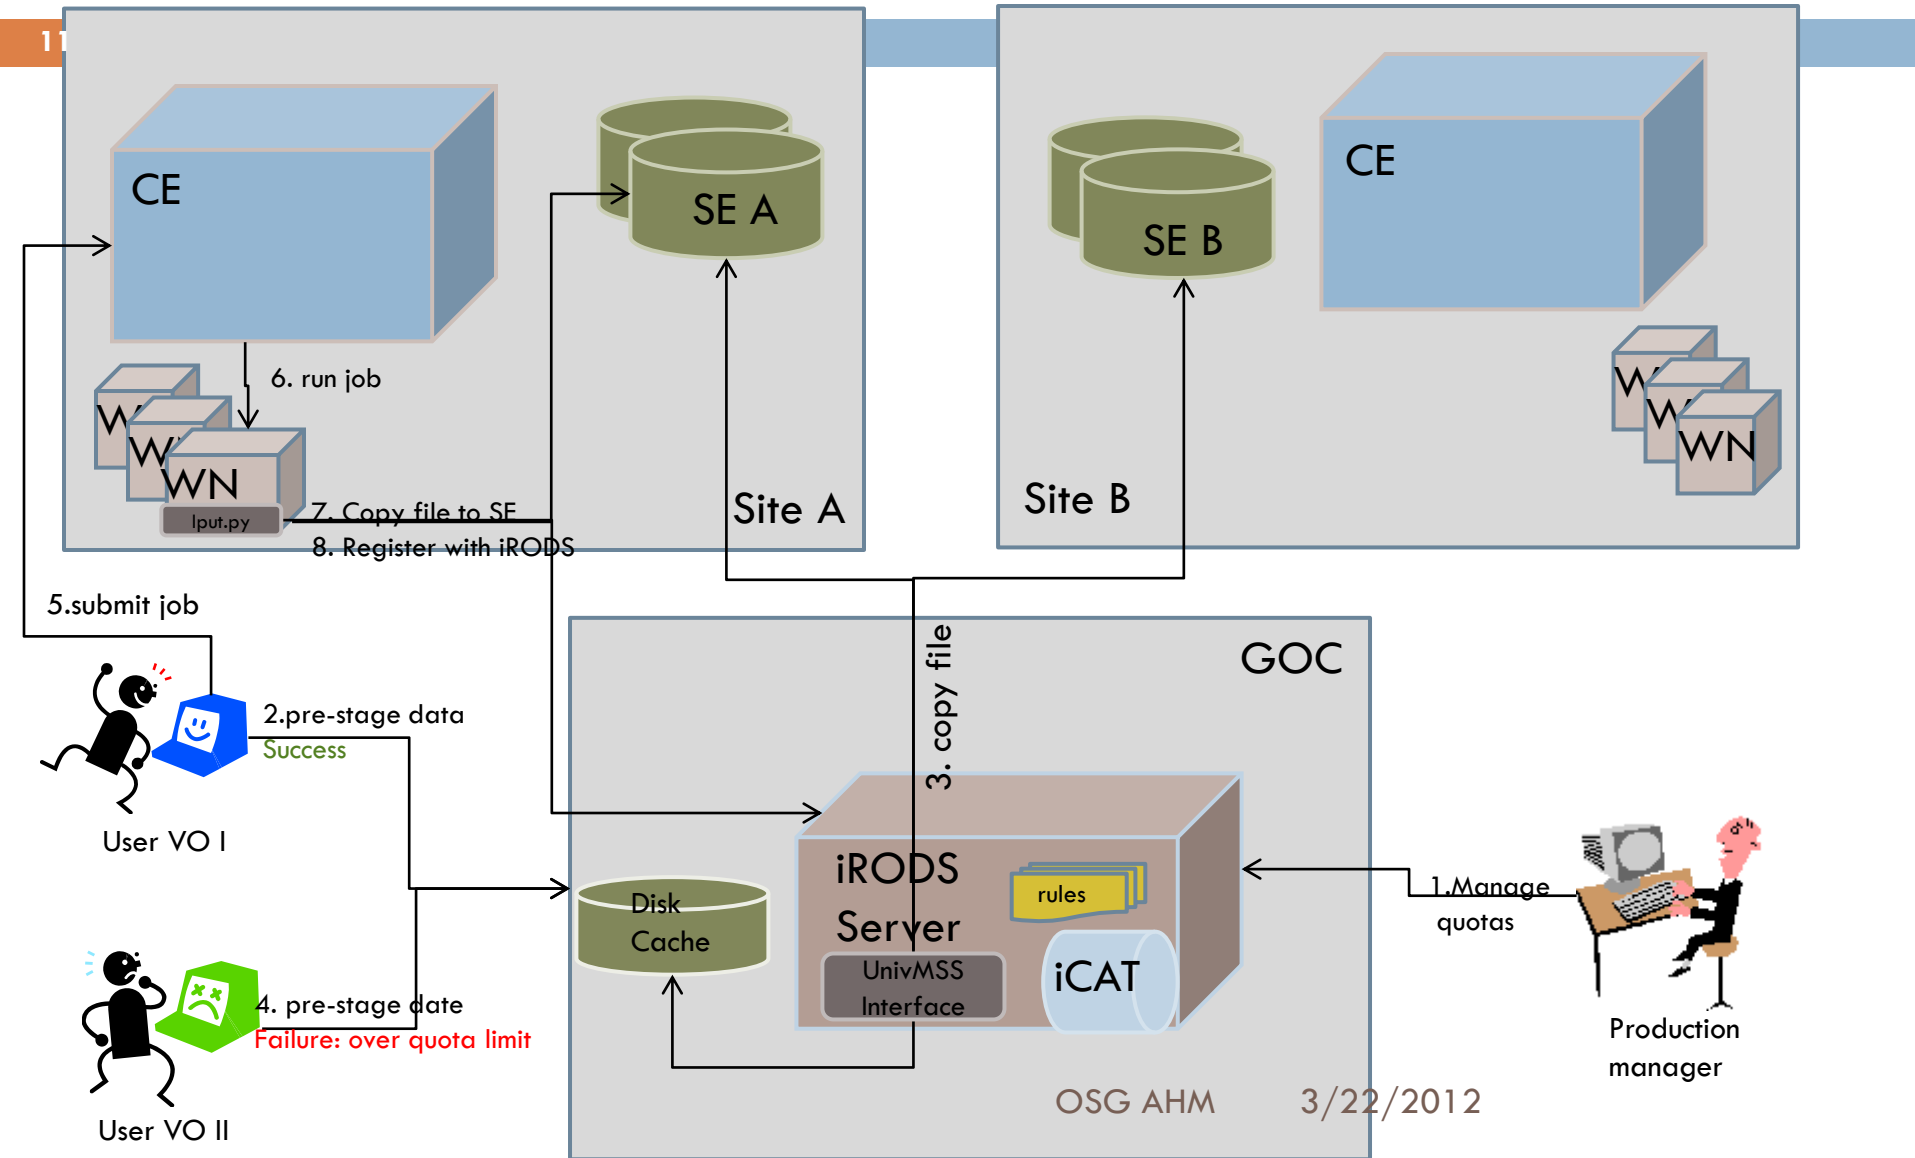 11
CE
SE A
6. run job
W
W
WN
Iput.py
7. Copy file to SE
8. Register with iRODS
Site A
SE B
CE
W
W
WN
Site B
5.submit job
2.pre-stage data
Success
User VO I
4. pre-stage date
Failure: over quota limit
User VO II
GOC
3. copy file
Disk
Cache
iRODS
Server
rules
UnivMSS
Interface
iCAT
1.Manage
quotas
Production
manager
OSG AHM 3/22/2012